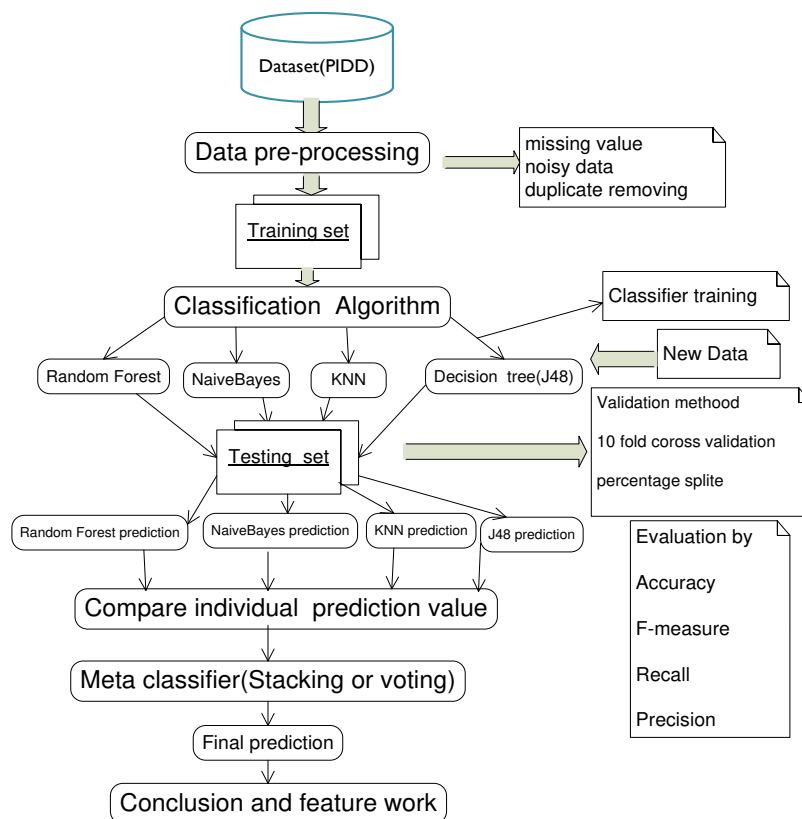 Dataset(PIDD)
Data pre-processing
missing value
noisy data
duplicate removing
Training set
Classification Algorithm
Classifier training
Random Forest
NaiveBayes
KNN
Decision tree(J48)
New Data
Validation methood
10 fold coross validation
percentage splite
Testing set
Random Forest prediction
NaiveBayes prediction
KNN prediction
J48 prediction
Evaluation by
Accuracy
F-measure
Recall
Precision
Compare individual prediction value
Meta classifier(Stacking or voting)
Final prediction
Conclusion and feature work